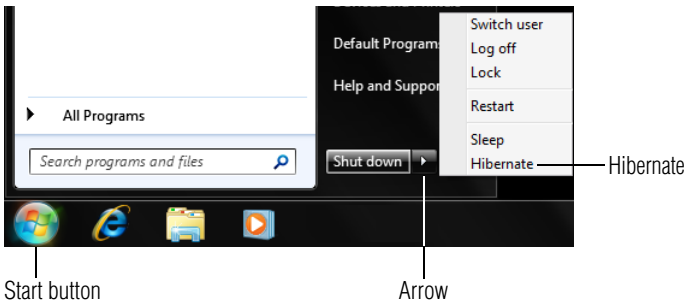 Switch user
Default Program
Log off
Lock
Help and Suppor
Restart
All Programs
Sleep
Search programs and files
Shut down
Hibernate
Hibernate
Start button
Arrow